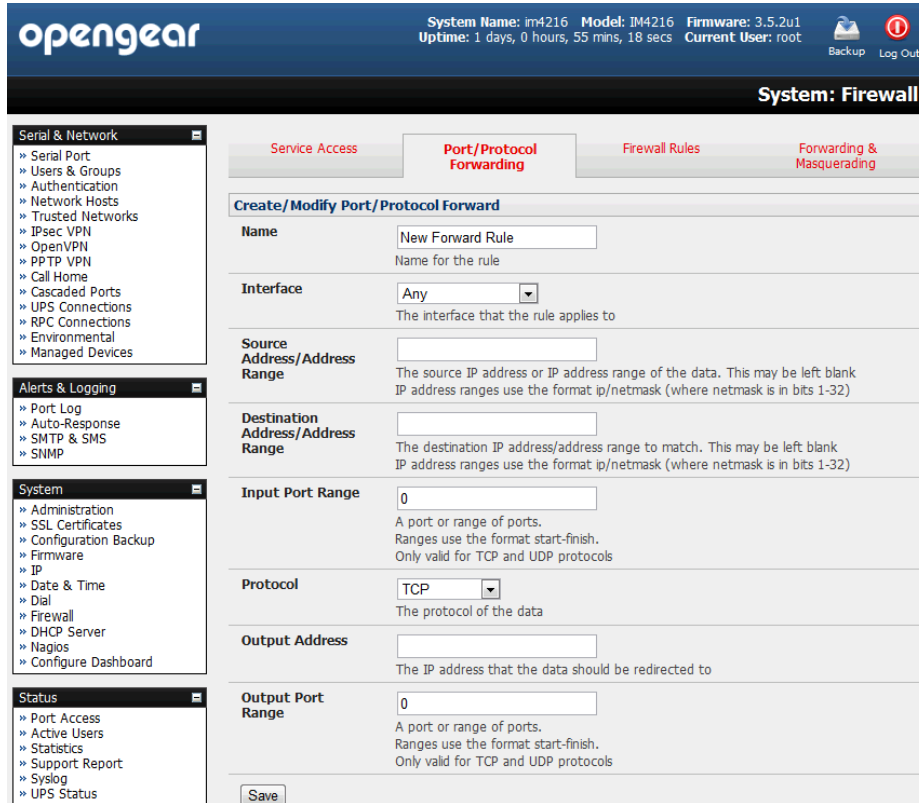 opengear
System Name: im4216 Model: IM4216 Firmware: 3.5.2u1
Uptime: 1 days, 0 hours, 55 mins, 18 secs Current User: root
Backup
Log Out
System: Firewall
Serial & Network
» Serial Port
» Users & Groups
» Authentication
» Network Hosts
» Trusted Networks
» IPsec VPN
» OpenVPN
» PPTP VPN
» Call Home
» Cascaded Ports
» UPS Connections
» RPC Connections
» Environmental
» Managed Devices
Alerts & Logging
» Port Log
» Auto-Response
» SMTP & SMS
» SNMP
System
» Administration
» SSL Certificates
» Configuration Backup
» Firmware
» IP
» Date & Time
» Dial
» Firewall
» DHCP Server
» Nagios
» Configure Dashboard
Status
» Port Access
» Active Users
» Statistics
» Support Report
» Syslog
» UPS Status
Service Access
Port/Protocol
Forwarding
Firewall Rules
Forwarding &
Masquerading
Create/Modify Port/Protocol Forward
Name
New Forward Rule
Name for the rule
Interface
Any
The interface that the rule applies to
Source
Address/Address
Range
The source IP address or IP address range of the data. This may be left blank
IP address ranges use the format ip/netmask (where netmask is in bits 1-32)
Destination
Address/Address
Range
The destination IP address/address range to match. This may be left blank
IP address ranges use the format ip/netmask (where netmask is in bits 1-32)
Input Port Range
0
A port or range of ports.
Ranges use the format start-finish.
Only valid for TCP and UDP protocols
Protocol
TCP
The protocol of the data
Output Address
The IP address that the data should be redirected to
Output Port
Range
0
A port or range of ports.
Ranges use the format start-finish.
Only valid for TCP and UDP protocols
Save